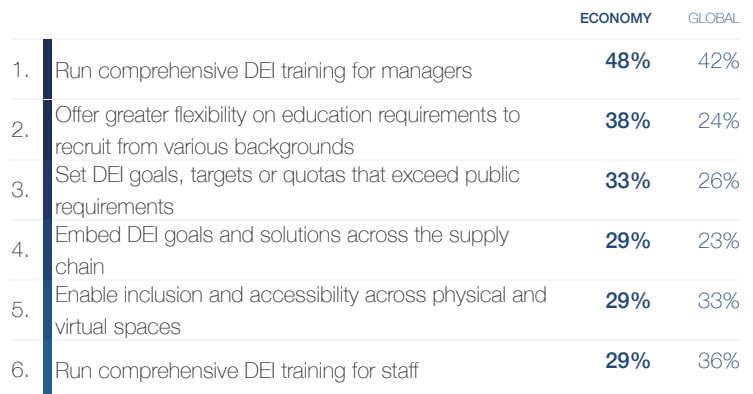 ECONOMY GLOBAL
1. Run comprehensive DEI training for managers 48% 42%
2. Offer greater flexibility on education requirements to
recruit from various backgrounds 38% 24%
3. Set DEI goals, targets or quotas that exceed public
requirements 33% 26%
4. Embed DEI goals and solutions across the supply
chain 29% 23%
5. Enable inclusion and accessibility across physical and
virtual spaces 29% 33%
6. Run comprehensive DEI training for staff 29% 36%